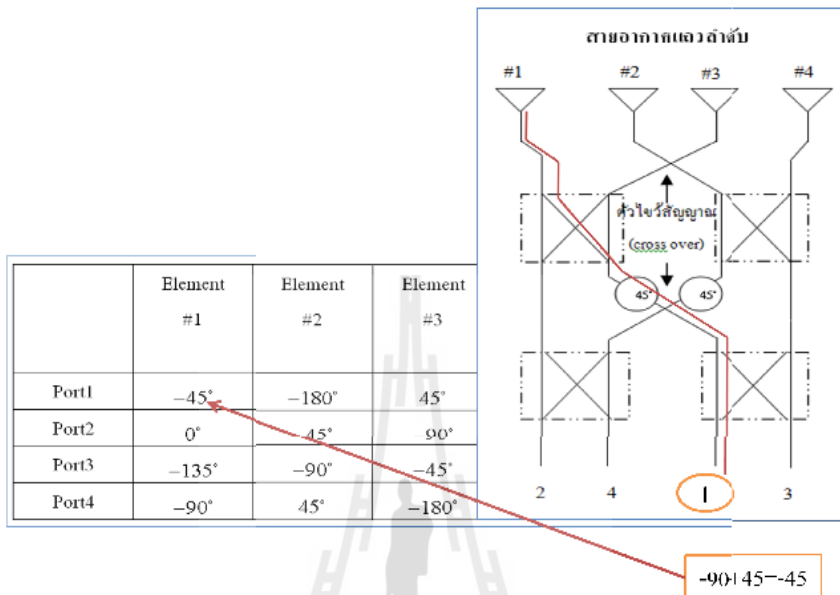 สายอากาศแถวลำดับ
#1 #2 #3 #4
ตัวไขว้สัญญาณ
(cross over)
45° 45°
2 4 1 3
Element Element Element
#1 #2 #3
Port1 −45° −180° 45°
Port2 0° 45° 90°
Port3 −135° −90° −45°
Port4 −90° 45° −180°
-90+45=-45